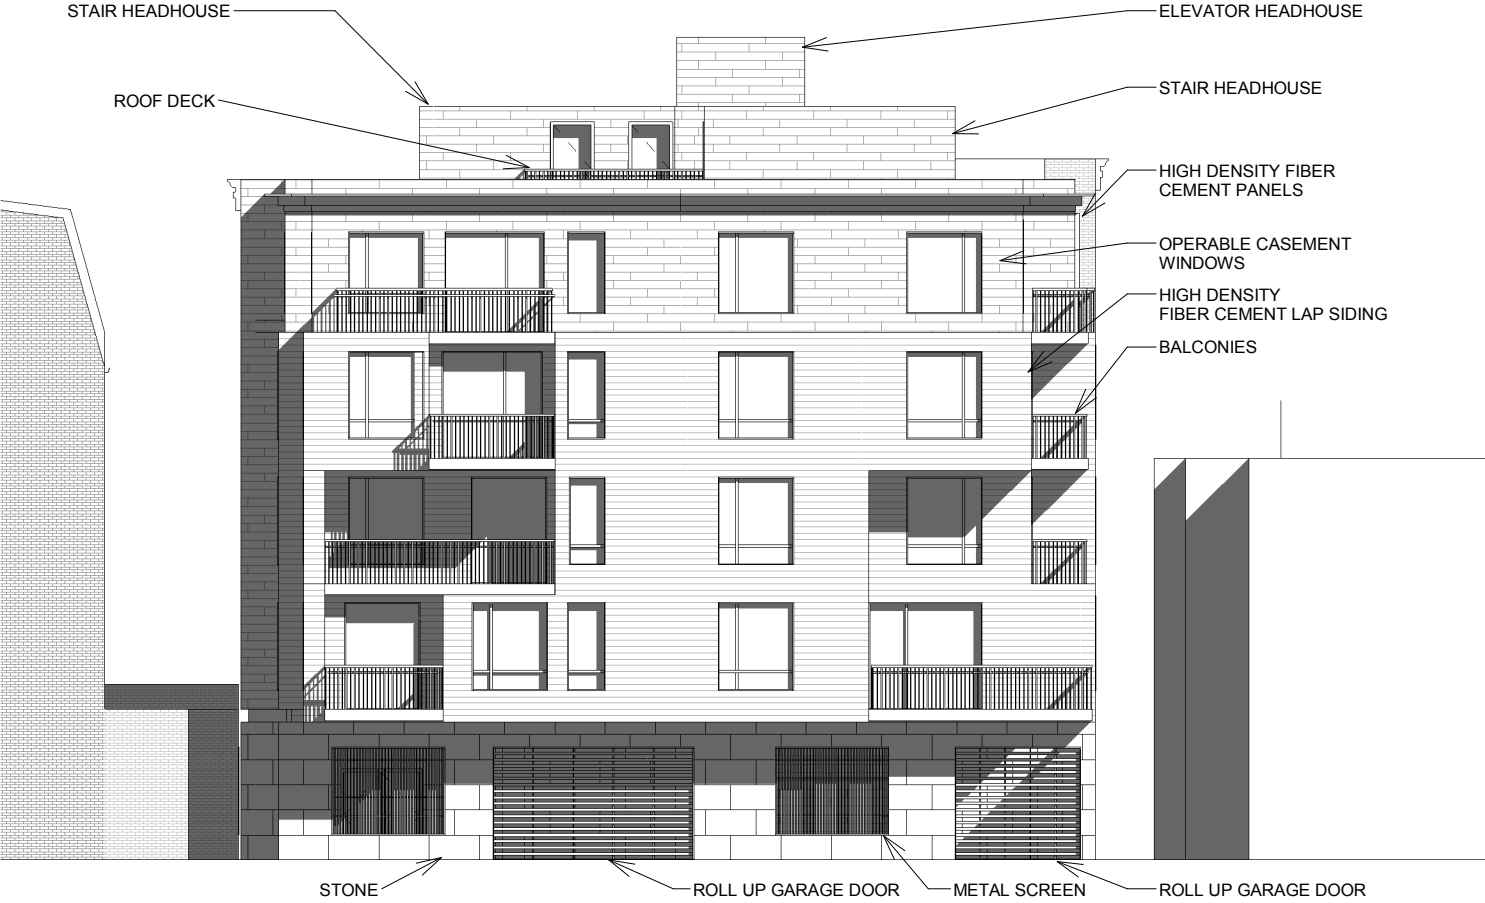 STAIR HEADHOUSE
ELEVATOR HEADHOUSE
ROOF DECK
STAIR HEADHOUSE
HIGH DENSITY FIBER
CEMENT PANELS
OPERABLE CASEMENT
WINDOWS
HIGH DENSITY
FIBER CEMENT LAP SIDING
BALCONIES
STONE
ROLL UP GARAGE DOOR
METAL SCREEN
ROLL UP GARAGE DOOR